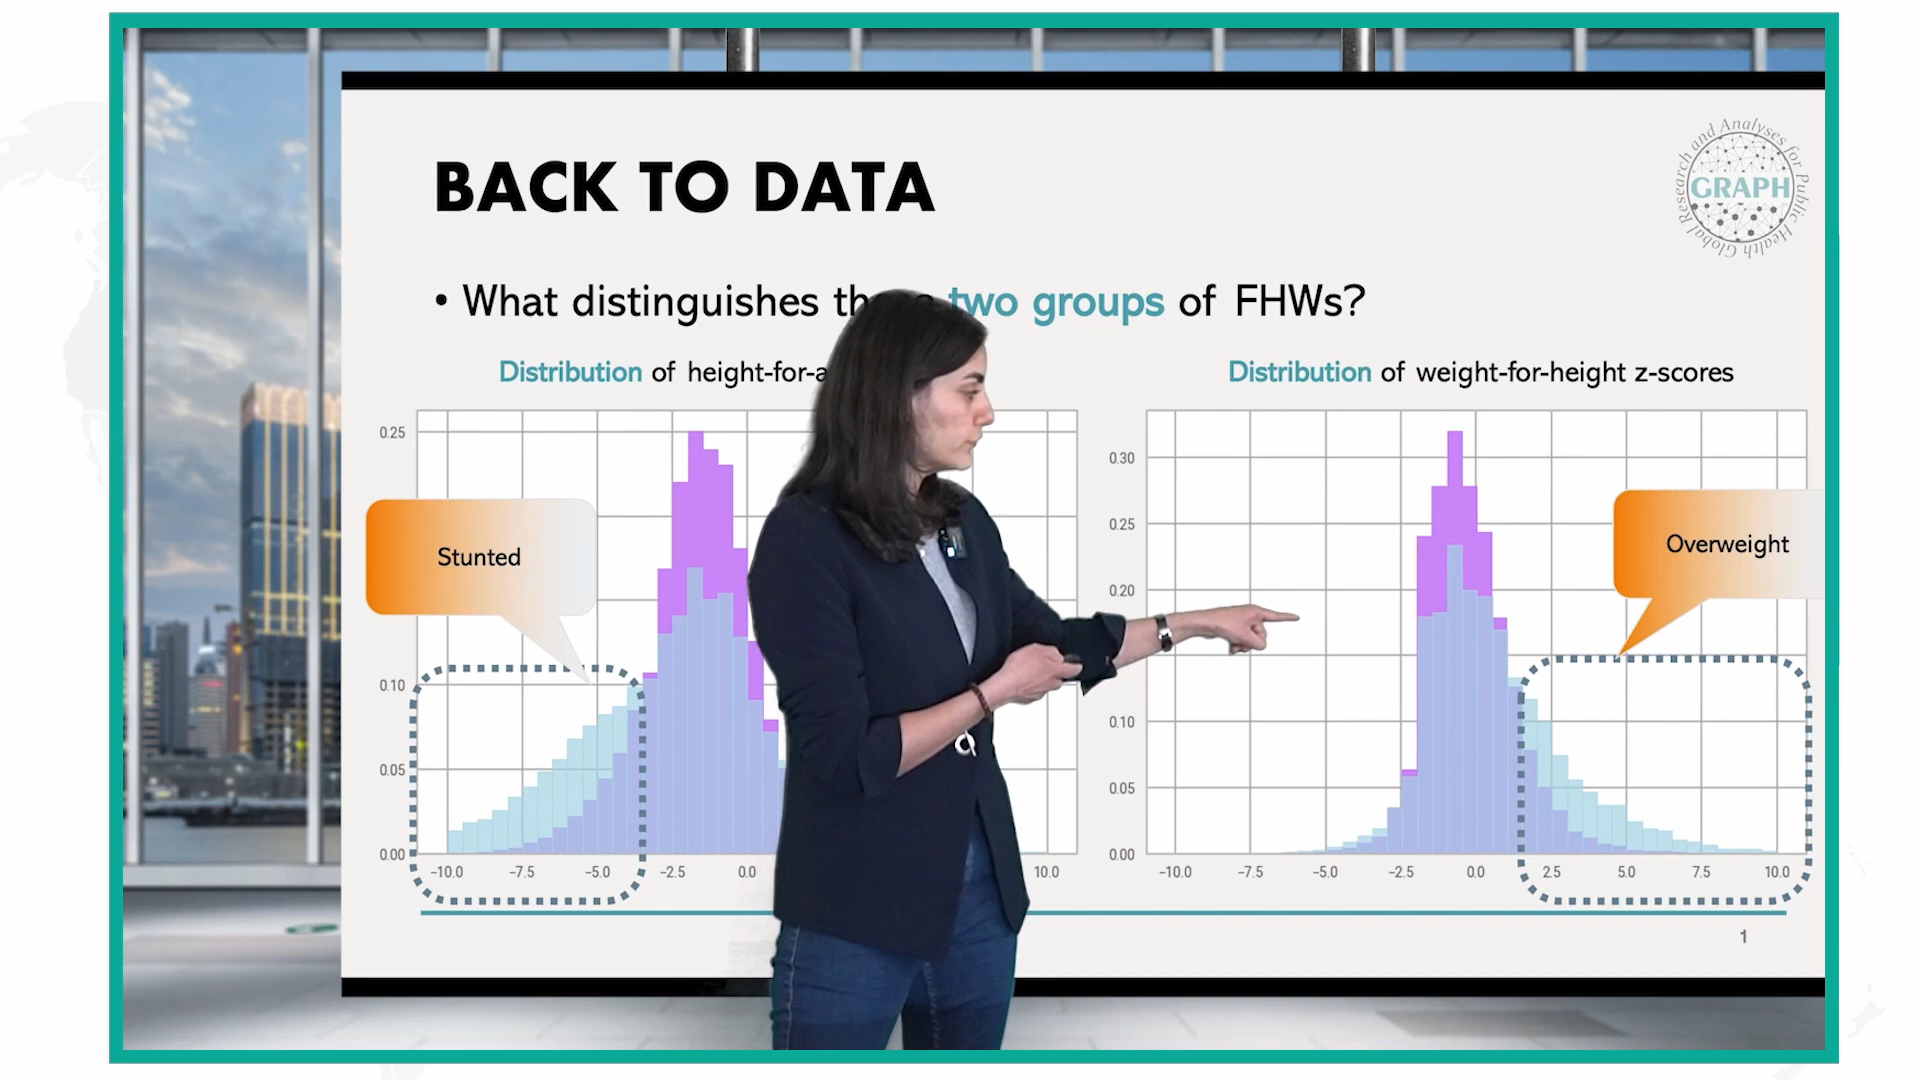 BACK TO DATA
Global Research and Analyses for Public Health
GRAPH
• What distinguishes two groups of FHWs?
Distribution of height-for-a
Distribution of weight-for-height z-scores
0.25
0.10
0.05
0.00
-10.0 -7.5 -5.0 -2.5 0.0 10.0
Stunted
0.30
0.25
0.20
0.10
0.05
0.00
-10.0 -7.5 -5.0 -2.5 0.0 2.5 5.0 7.5 10.0
Overweight
1